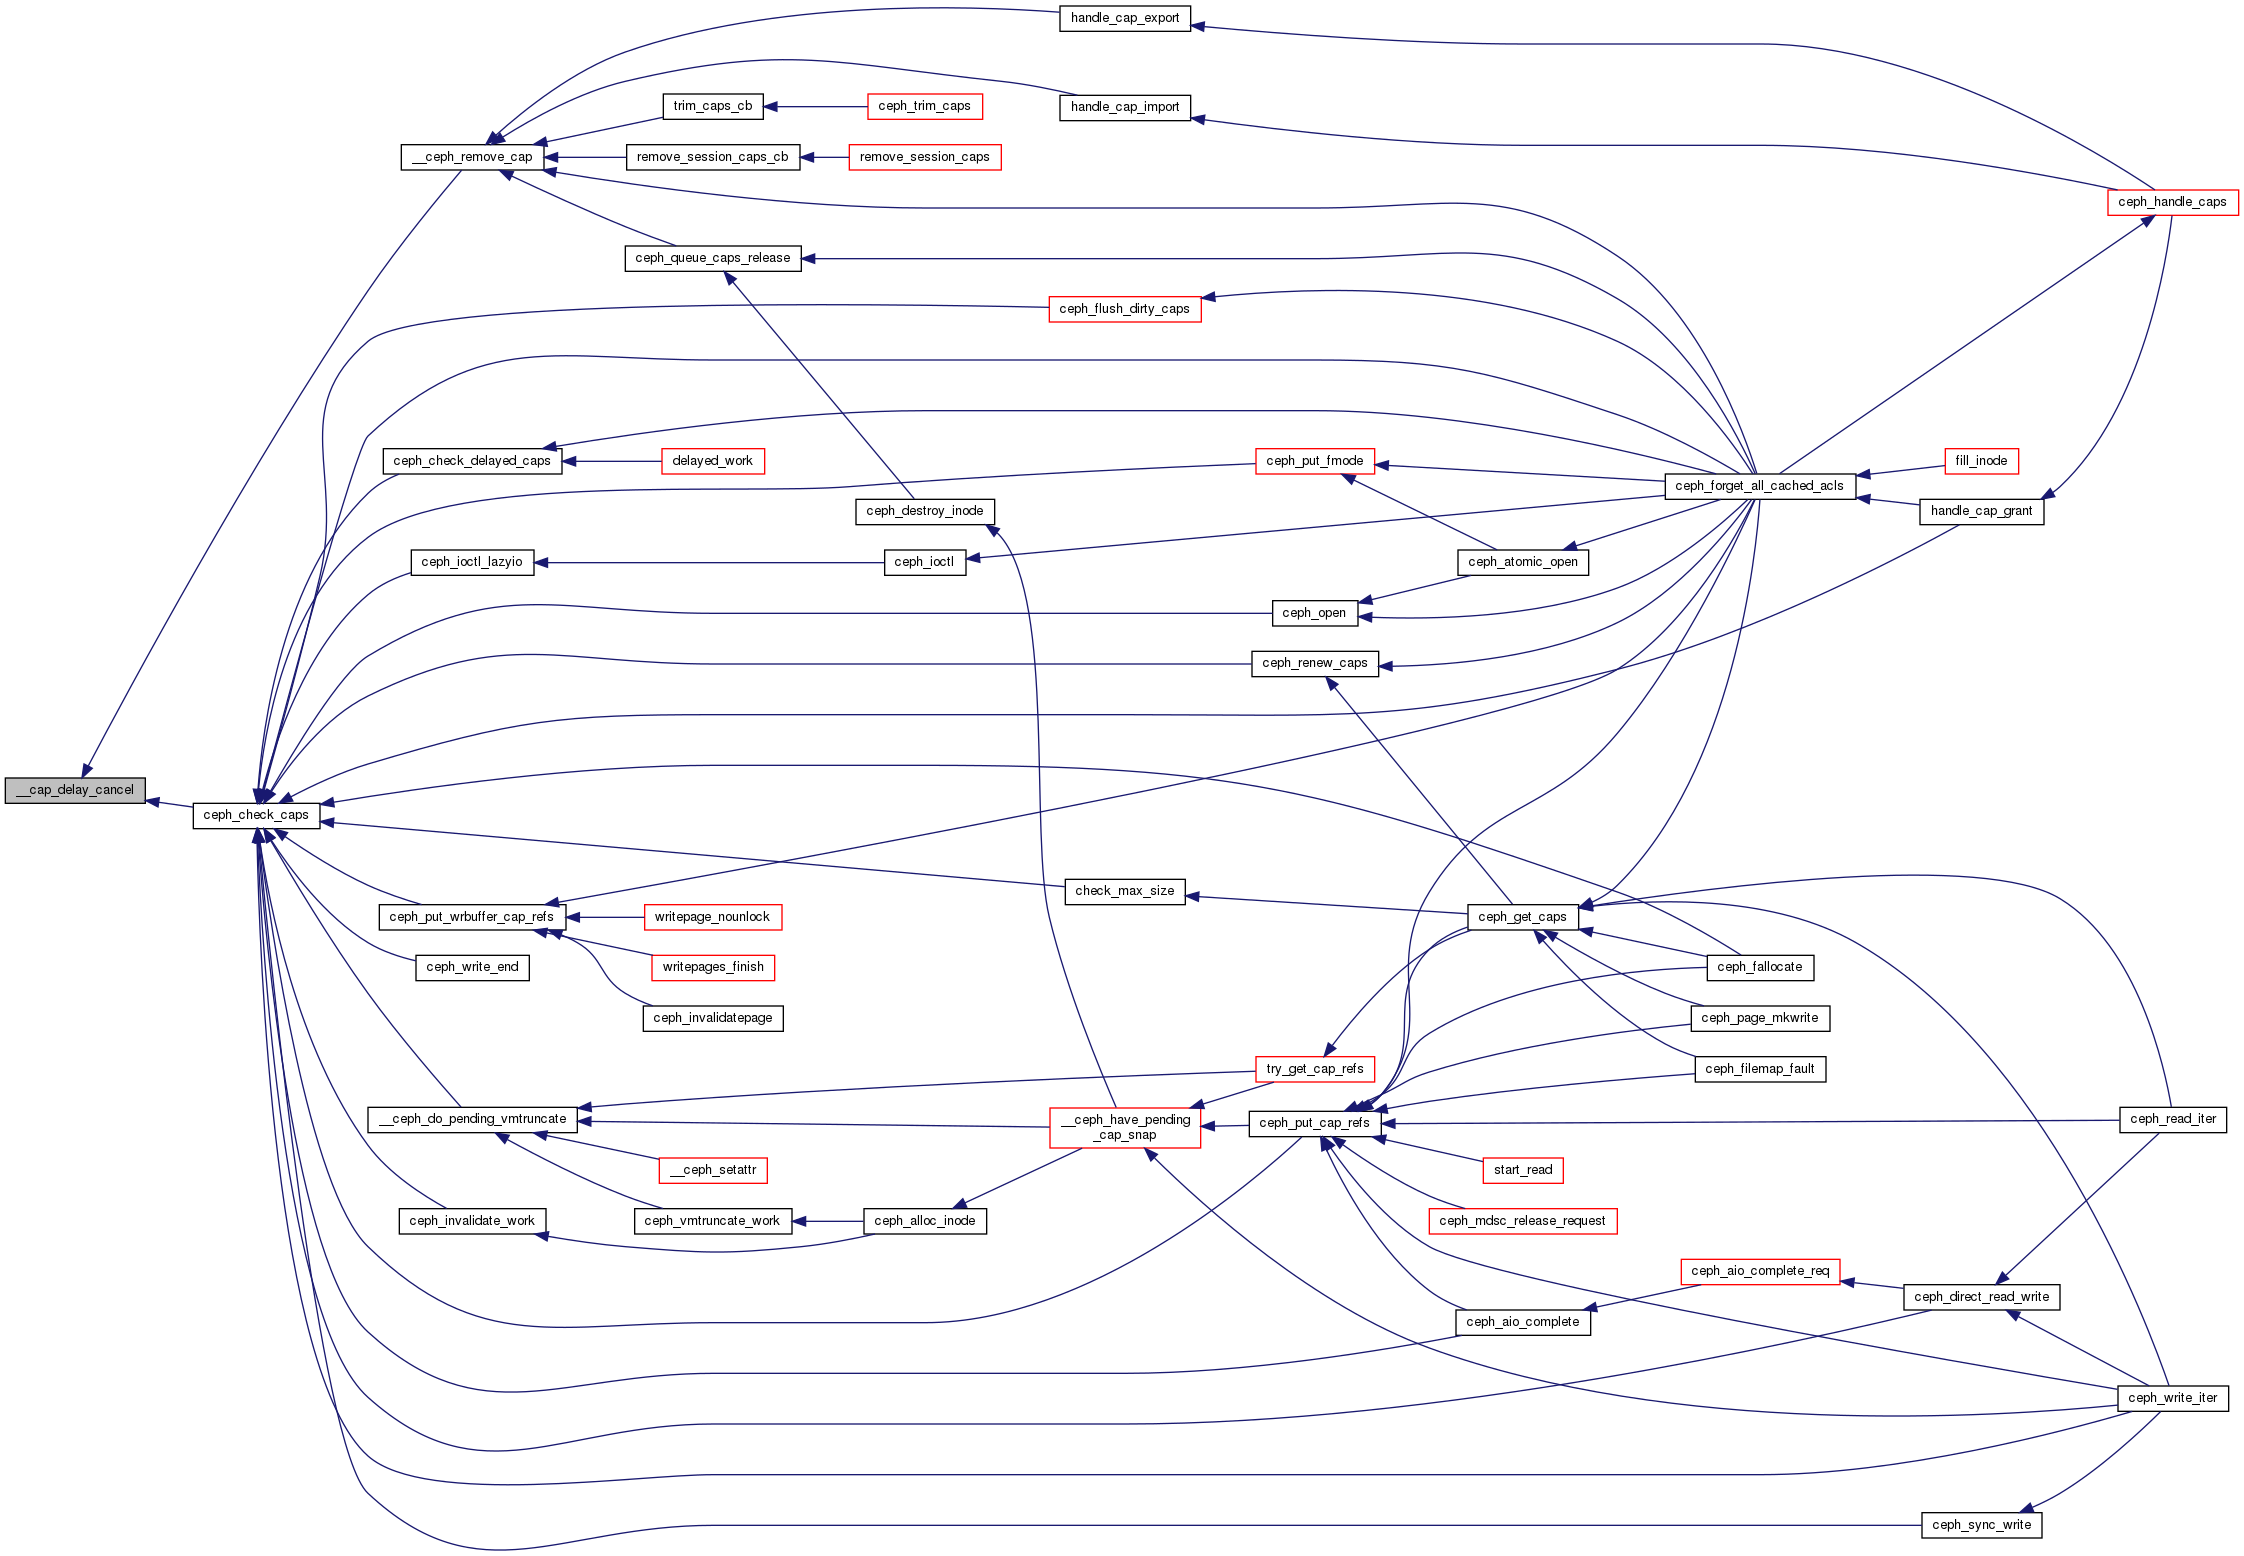 handle_cap_export
trim_caps_cb
ceph_trim_caps
handle_cap_import
__ceph_remove_cap
remove_session_caps_cb
remove_session_caps
ceph_handle_caps
ceph_queue_caps_release
ceph_flush_dirty_caps
ceph_check_delayed_caps
delayed_work
ceph_put_fmode
fill_inode
ceph_forget_all_cached_acls
ceph_destroy_inode
handle_cap_grant
ceph_ioctl_lazyio
ceph_ioctl
ceph_atomic_open
ceph_open
ceph_renew_caps
__cap_delay_cancel
ceph_check_caps
check_max_size
ceph_put_wrbuffer_cap_refs
writepage_nounlock
ceph_get_caps
ceph_write_end
writepages_finish
ceph_fallocate
ceph_invalidatepage
ceph_page_mkwrite
try_get_cap_refs
ceph_filemap_fault
__ceph_do_pending_vmtruncate
__ceph_have_pending
_cap_snap
ceph_put_cap_refs
ceph_read_iter
__ceph_setattr
start_read
ceph_invalidate_work
ceph_vmtruncate_work
ceph_alloc_inode
ceph_mdsc_release_request
ceph_aio_complete_req
ceph_direct_read_write
ceph_aio_complete
ceph_write_iter
ceph_sync_write